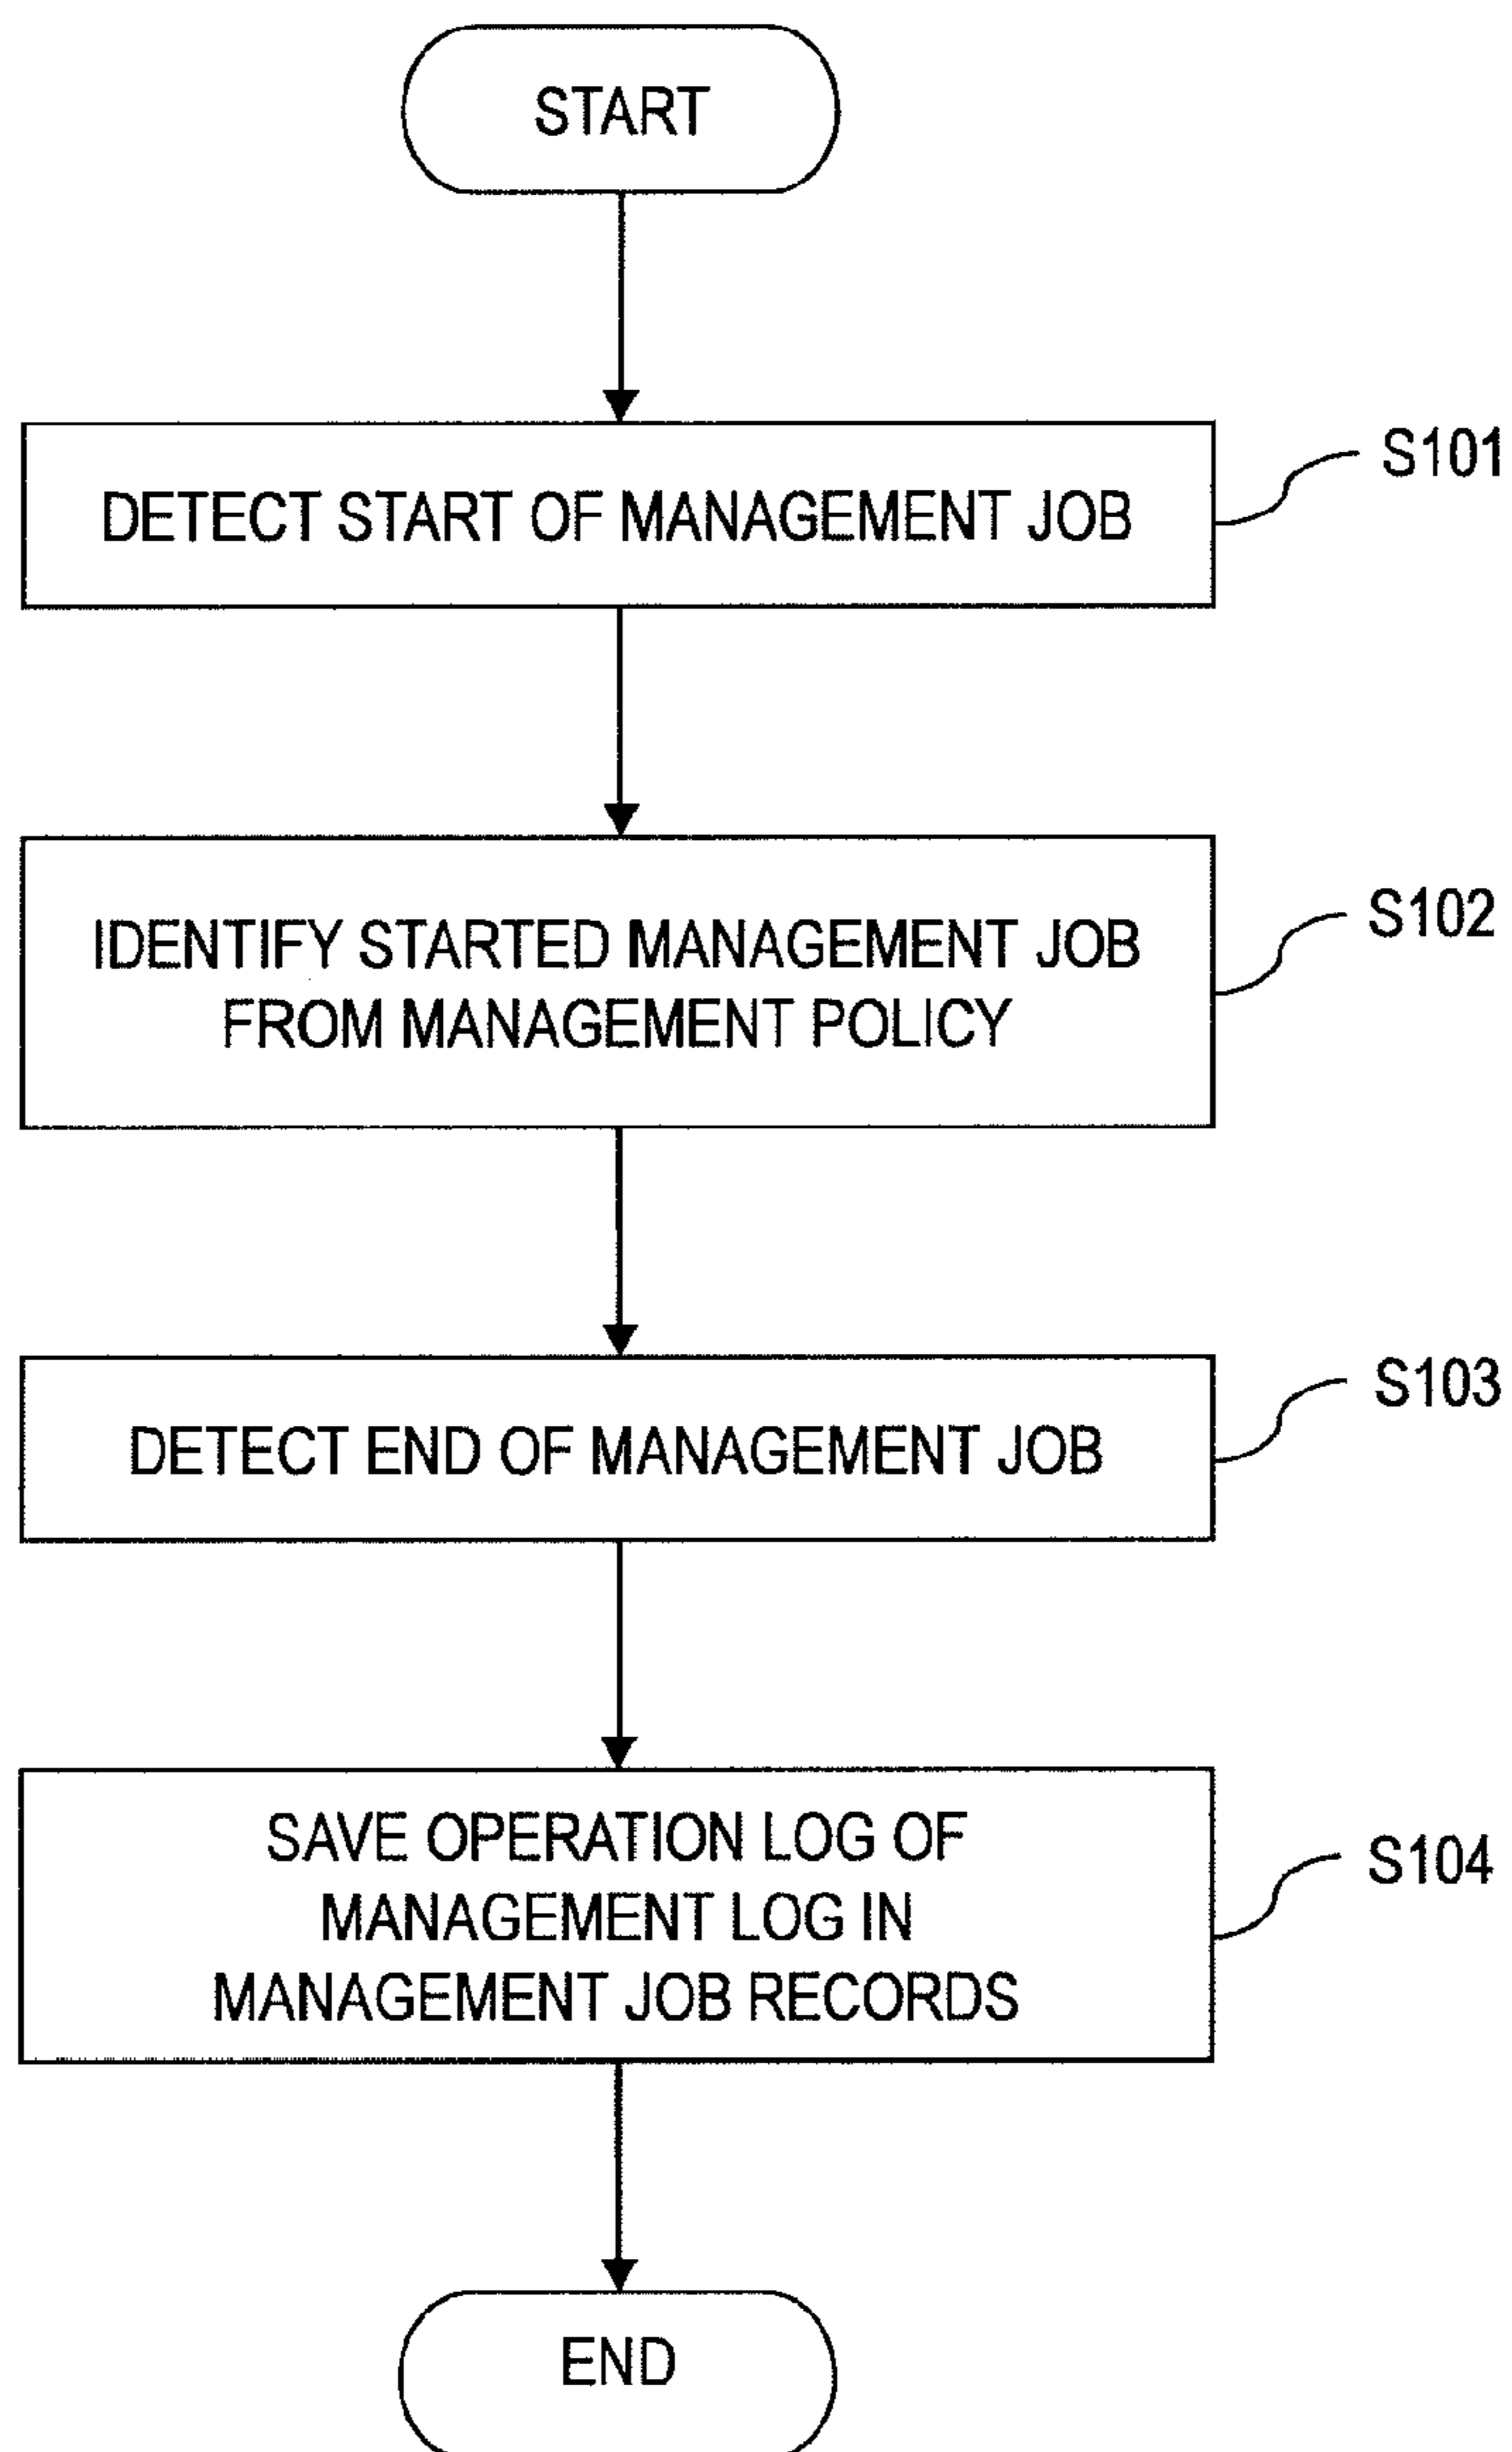 START
DETECT START OF MANAGEMENT JOB
S101
IDENTIFY STARTED MANAGEMENT JOB
FROM MANAGEMENT POLICY
S102
DETECT END OF MANAGEMENT JOB
S103
SAVE OPERATION LOG OF
MANAGEMENT LOG IN
MANAGEMENT JOB RECORDS
S104
END